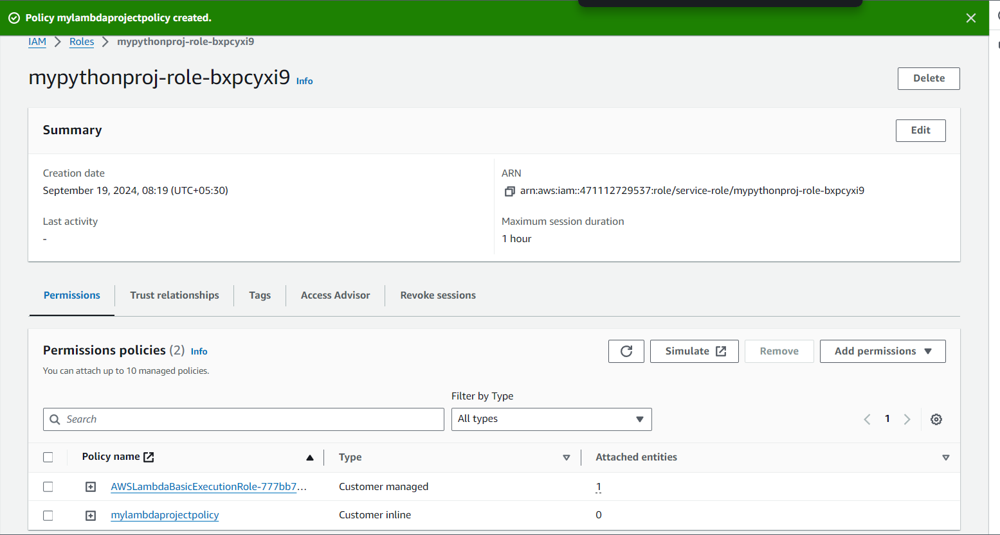 Policy mylambdaprojectpolicy created.
IAM > Roles > mypythonproj-role-bxpcyxi9
mypythonproj-role-bxpcyxi9 Info
Delete
Summary
Edit
Creation date
September 19, 2024, 08:19 (UTC+05:30)
ARN
arn:aws:iam::471112729537:role/service-role/mypythonproj-role-bxpcyxi9
Last activity
-
Maximum session duration
1 hour
Permissions Trust relationships Tags Access Advisor Revoke sessions
Permissions policies (2) Info
You can attach up to 10 managed policies.
Simulate Remove Add permissions
Filter by Type
Search All types 1
Policy name Type Attached entities
AWSLambdaBasicExecutionRole-777bb7... Customer managed 1
mylambdaprojectpolicy Customer inline 0